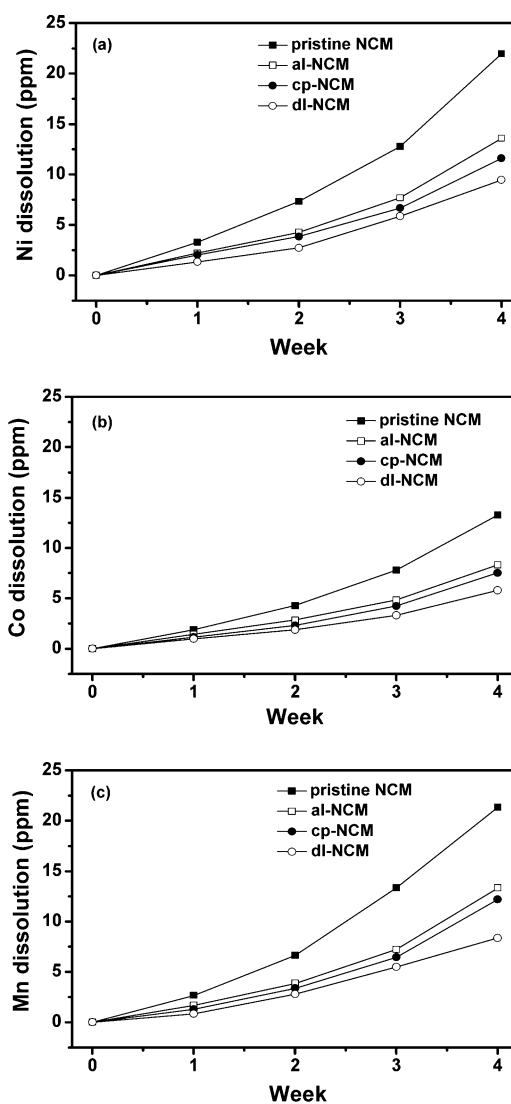 (a)
pristine NCM
al-NCM
cp-NCM
dl-NCM
Ni dissolution (ppm)
25
20
15
10
5
0
0 1 2 3 4
Week
(b)
pristine NCM
al-NCM
cp-NCM
dl-NCM
Co dissolution (ppm)
25
20
15
10
5
0
0 1 2 3 4
Week
(c)
pristine NCM
al-NCM
cp-NCM
dl-NCM
Mn dissolution (ppm)
25
20
15
10
5
0
0 1 2 3 4
Week